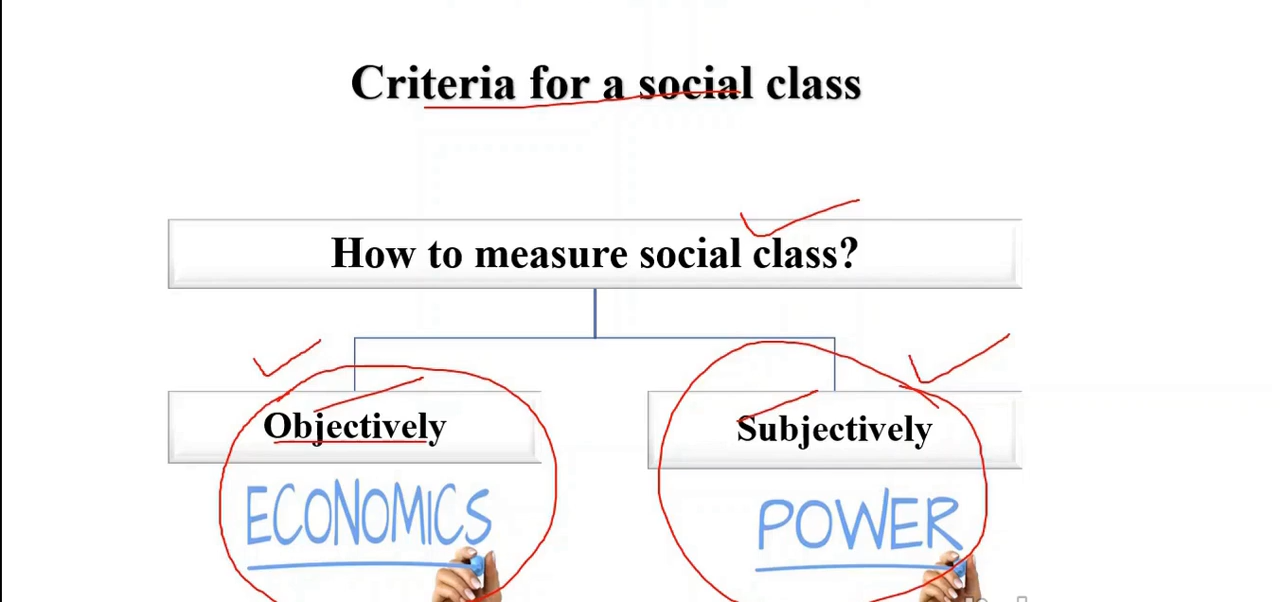 Criteria for a social class
How to measure social class?
Objectively
Subjectively
ECONOMICS
POWER